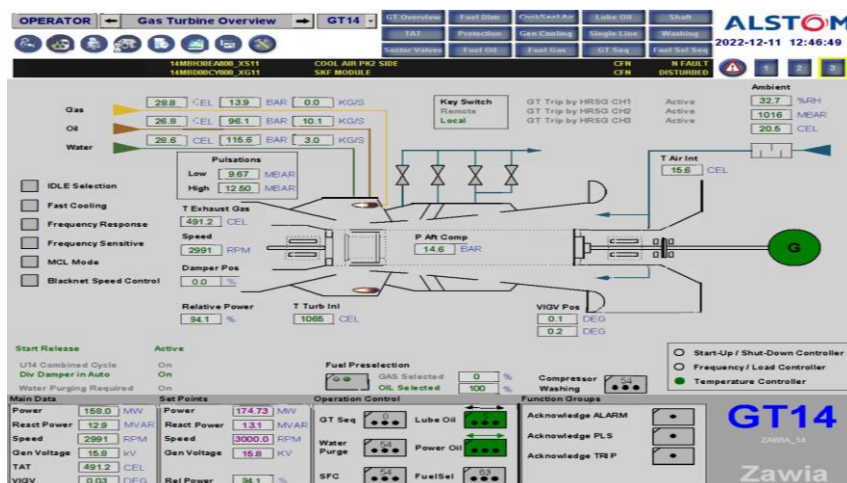 OPERATOR Gas Turbine Overview GT14
GT Overview Fuel Distr Cool/Seal Air Lube Oil Shaft
TAT Protection Gen Cooling Single Line Washing
Sector Valves Fuel Oil Fuel Gas GT Seq Fuel Sel Seq
ALSTOM
2022-12-11 12:46:49
14MBH30EA800_XS11 COOL AIR PK2 SIDE CFN N FAULT
14MBD00CY800_XG11 SKF MODULE CFN DISTURBED
1 2 3
Gas 28.8 CEL 13.9 BAR 0.0 KG/S
Oil 26.8 CEL 96.1 BAR 10.1 KG/S
Water 28.6 CEL 115.6 BAR 3.0 KG/S
Key Switch
Remote
Local
GT Trip by HRSG CH1 Active
GT Trip by HRSG CH2 Active
GT Trip by HRSG CH3 Active
Ambient
32.7 %RH
1016 MBAR
20.5 CEL
Pulsations
Low 9.67 MBAR
High 12.50 MBAR
T Air Int
15.6 CEL
IDLE Selection
Fast Cooling
Frequency Response
Frequency Sensitive
MCL Mode
Blacknet Speed Control
T Exhaust Gas
491.2 CEL
Speed
2991 RPM
Damper Pos
0.0 %
P Aft Comp
14.6 BAR
G
Relative Power
94.1 %
T Turb Inl
1065 CEL
VIGV Pos
0.1 DEG
0.2 DEG
Start Release Active
U14 Combined Cycle On
Div Damper in Auto On
Water Purging Required On
Fuel Preselection
GAS Selected 0 %
OIL Selected 100 %
Compressor Washing 54
Start-Up / Shut-Down Controller
Frequency / Load Controller
Temperature Controller
Main Data
Power 158.0 MW
React Power 12.9 MVAR
Speed 2991 RPM
Gen Voltage 15.8 kV
TAT 491.2 CEL
VIGV 0.03 DEG
Set Points
Power 174.73 MW
React Power 13.1 MVAR
Speed 3000.0 RPM
Gen Voltage 15.8 KV
Rel Power 94.1 %
Operation Control
GT Seq 0 Lube Oil
Water Purge 54 Power Oil
SFC 54 FuelSel 63
Function Groups
Acknowledge ALARM
Acknowledge PLS
Acknowledge TRIP
GT14
ZAWIA_14
Zawia